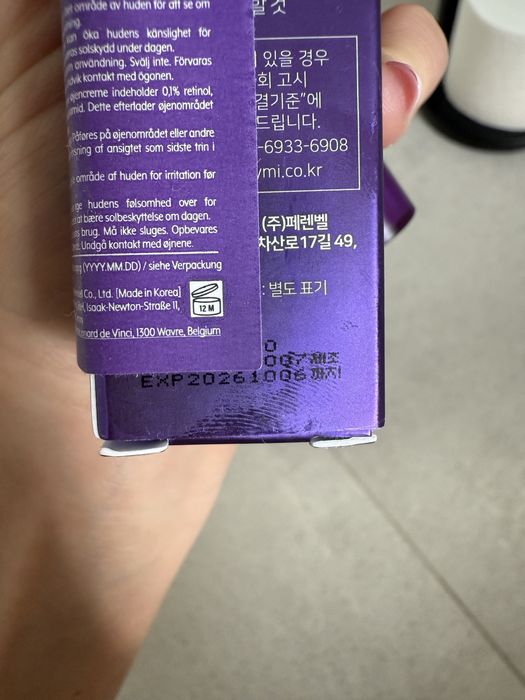 område av huden för att se om
kan öka hudens känslighet för
solskydd under dagen.
användning. Svälj inte. Förvaras
kontakt med ögonen.
øjencreme indeholder 0,1% retinol,
Dette efterlader øjenområdet
Påføres på øjenområdet eller andre
af ansigtet som sidste trin i
område af huden for irritation før
hudens følsomhed over for
at bære solbeskyttelse om dagen.
brug. Må ikke sluges. Opbevares
Undgå kontakt med øjnene.
(YYYY.MM.DD) / siehe Verpackung
Co., Ltd. [Made in Korea]
Isaak-Newton-Straße 11,
de Vinci, 1300 Wavre, Belgium
12 M
말 것
있을 경우
고시
결기준"에
드립니다.
-6933-6908
.co.kr
(주)페렌벨
차산로17길 49,
: 별도 표기
제조
EXP20261006까지